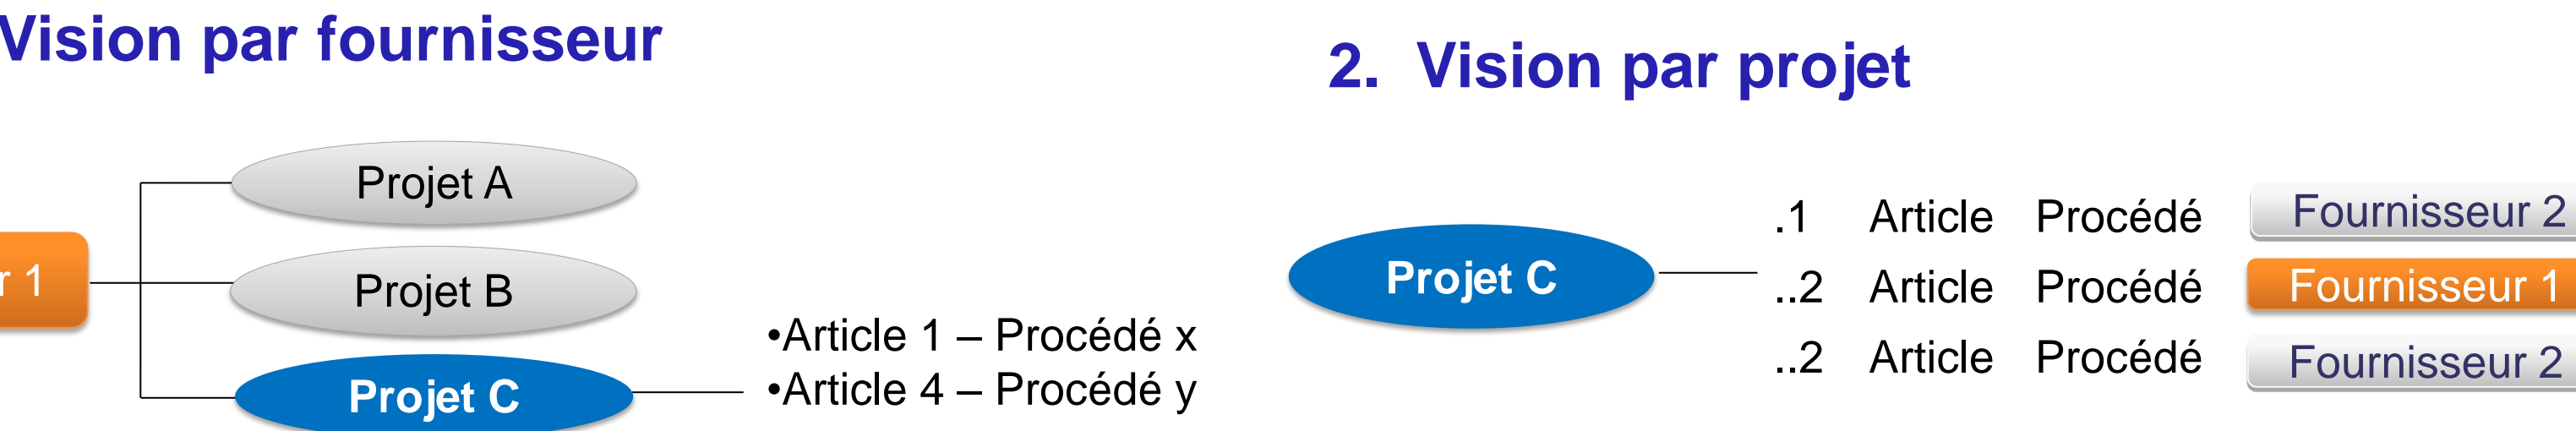 Vision par fournisseur
Projet A
r 1
Projet B
Projet C
•Article 1 – Procédé x
•Article 4 – Procédé y
2. Vision par projet
Projet C
.1 Article Procédé Fournisseur 2
..2 Article Procédé Fournisseur 1
..2 Article Procédé Fournisseur 2